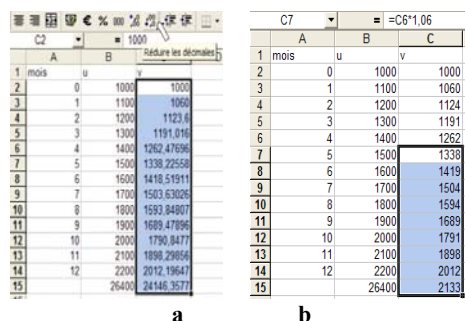 € % 000
C2 = 1000
Réduire les décimales
A B
1 mois u v
2 0 1000 1000
3 1 1100 1060
4 2 1200 1123,6
5 3 1300 1191,016
6 4 1400 1262,47696
7 5 1500 1338,22558
8 6 1600 1418,51911
9 7 1700 1503,63026
10 8 1800 1593,84807
11 9 1900 1689,47896
12 10 2000 1790,8477
13 11 2100 1898,29856
14 12 2200 2012,19647
15 26400 24146,3577
a
C7 = =C6*1,06
A B C
1 mois u v
2 0 1000 1000
3 1 1100 1060
4 2 1200 1124
5 3 1300 1191
6 4 1400 1262
7 5 1500 1338
8 6 1600 1419
9 7 1700 1504
10 8 1800 1594
11 9 1900 1689
12 10 2000 1791
13 11 2100 1898
14 12 2200 2012
15 26400 2133
b